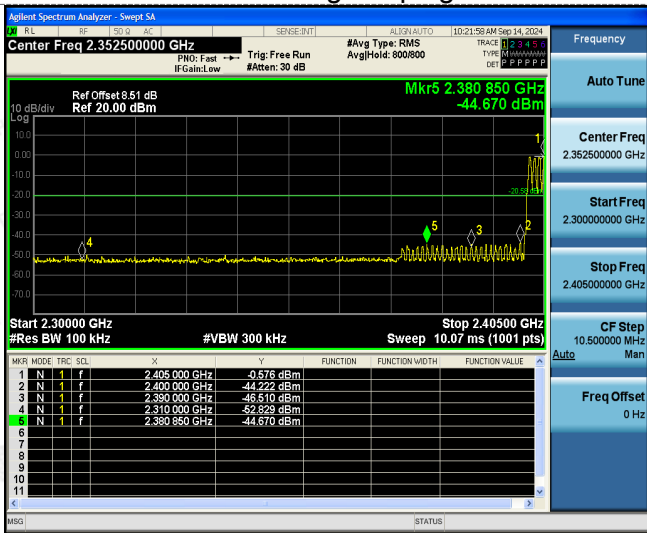 Agilent Spectrum Analyzer - Swept SA
RL RF 50 Ω AC SENSE:INT ALIGN AUTO 10:21:58 AM Sep 14, 2024
Center Freq 2.352500000 GHz #Avg Type: RMS TRACE 1 2 3 4 5 6
PNO: Fast Trig: Free Run Avg|Hold: 800/800 TYPE M
IFGain:Low #Atten: 30 dB DET P P P P P P
Mkr5 2.380 850 GHz
Ref Offset 8.51 dB
-44.670 dBm
10 dB/div Ref 20.00 dBm
Log
10.0
0.00
-10.0
-20.0
-30.0
-40.0
-50.0
-60.0
-70.0
1
-20.58 dBm
5
3
2
4
Start 2.30000 GHz Stop 2.40500 GHz
#Res BW 100 kHz #VBW 300 kHz Sweep 10.07 ms (1001 pts)
MKR MODE TRC SCL X Y FUNCTION FUNCTION WIDTH FUNCTION VALUE
1 N 1 f 2.405 000 GHz -0.576 dBm
2 N 1 f 2.400 000 GHz -44.222 dBm
3 N 1 f 2.390 000 GHz -46.510 dBm
4 N 1 f 2.310 000 GHz -52.829 dBm
5 N 1 f 2.380 850 GHz -44.670 dBm
6
7
8
9
10
11
MSG STATUS
Frequency
Auto Tune
Center Freq
2.352500000 GHz
Start Freq
2.300000000 GHz
Stop Freq
2.405000000 GHz
CF Step
10.500000 MHz
Auto Man
Freq Offset
0 Hz